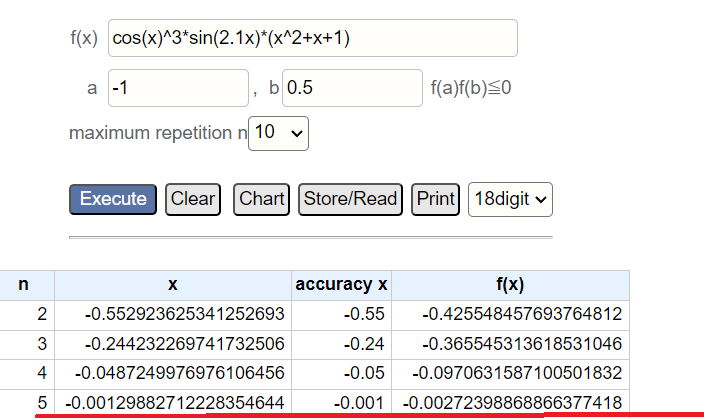 f(x) cos(x)^3*sin(2.1x)*(x^2+x+1)
a -1 , b 0.5 f(a)f(b)≦0
maximum repetition n 10
Execute Clear Chart Store/Read Print 18digit
n x accuracy x f(x)
2 -0.552923625341252693 -0.55 -0.425548457693764812
3 -0.244232269741732506 -0.24 -0.365545313618531046
4 -0.0487249976976106456 -0.05 -0.0970631587100501832
5 -0.00129882712228354644 -0.001 -0.00272398868866377418